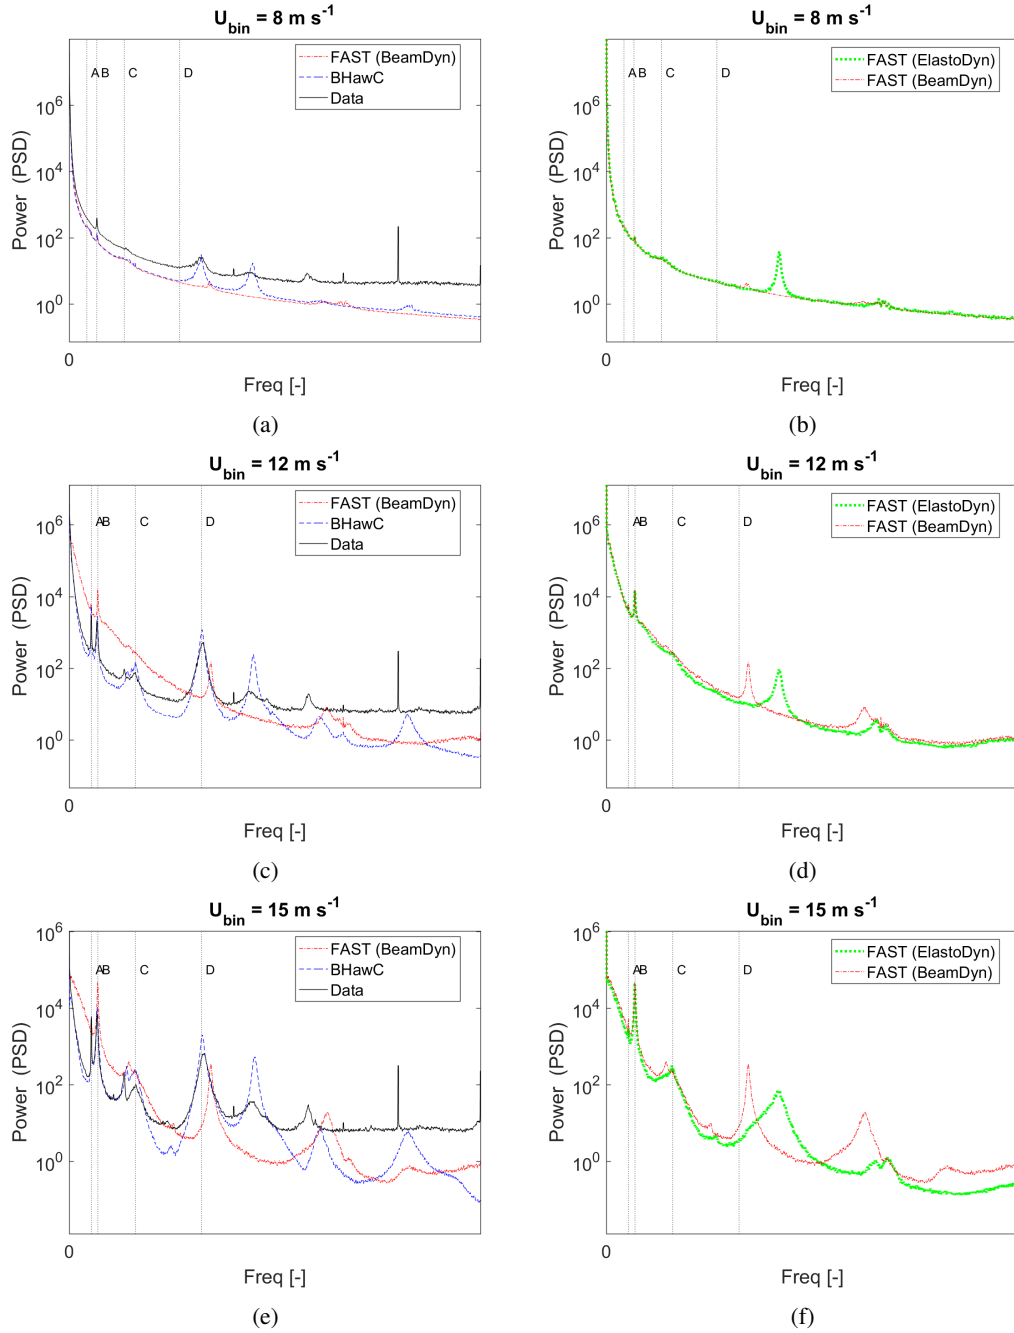 U_bin = 8 m s^-1
Power (PSD)
10^6
10^4
10^2
10^0
A B C D
FAST (BeamDyn)
BHawC
Data
0
Freq [-]
(a)
U_bin = 8 m s^-1
Power (PSD)
10^6
10^4
10^2
10^0
A B C D
FAST (ElastoDyn)
FAST (BeamDyn)
0
Freq [-]
(b)
U_bin = 12 m s^-1
Power (PSD)
10^6
10^4
10^2
10^0
A B C D
FAST (BeamDyn)
BHawC
Data
0
Freq [-]
(c)
U_bin = 12 m s^-1
Power (PSD)
10^6
10^4
10^2
10^0
A B C D
FAST (ElastoDyn)
FAST (BeamDyn)
0
Freq [-]
(d)
U_bin = 15 m s^-1
Power (PSD)
10^6
10^4
10^2
10^0
A B C D
FAST (BeamDyn)
BHawC
Data
0
Freq [-]
(e)
U_bin = 15 m s^-1
Power (PSD)
10^6
10^4
10^2
10^0
A B C D
FAST (ElastoDyn)
FAST (BeamDyn)
0
Freq [-]
(f)